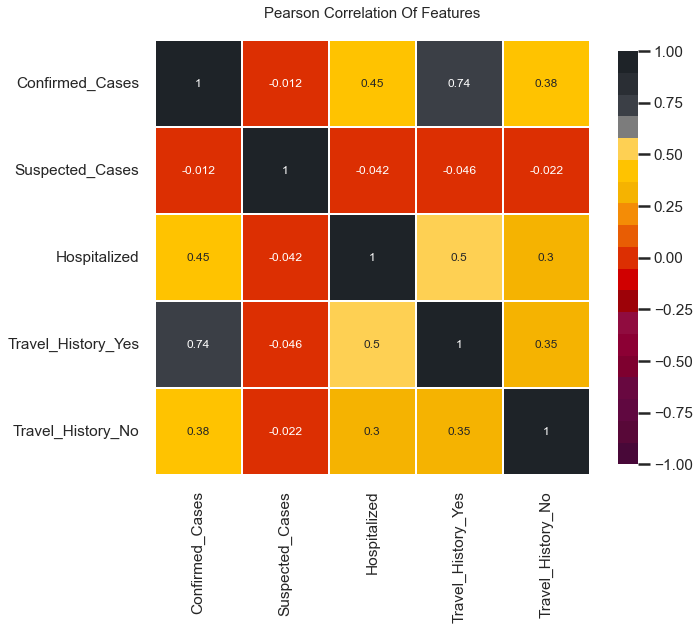 Pearson Correlation Of Features
Confirmed_Cases 1 -0.012 0.45 0.74 0.38
Suspected_Cases -0.012 1 -0.042 -0.046 -0.022
Hospitalized 0.45 -0.042 1 0.5 0.3
Travel_History_Yes 0.74 -0.046 0.5 1 0.35
Travel_History_No 0.38 -0.022 0.3 0.35 1
Confirmed_Cases
Suspected_Cases
Hospitalized
Travel_History_Yes
Travel_History_No
1.00
0.75
0.50
0.25
0.00
−0.25
−0.50
−0.75
−1.00